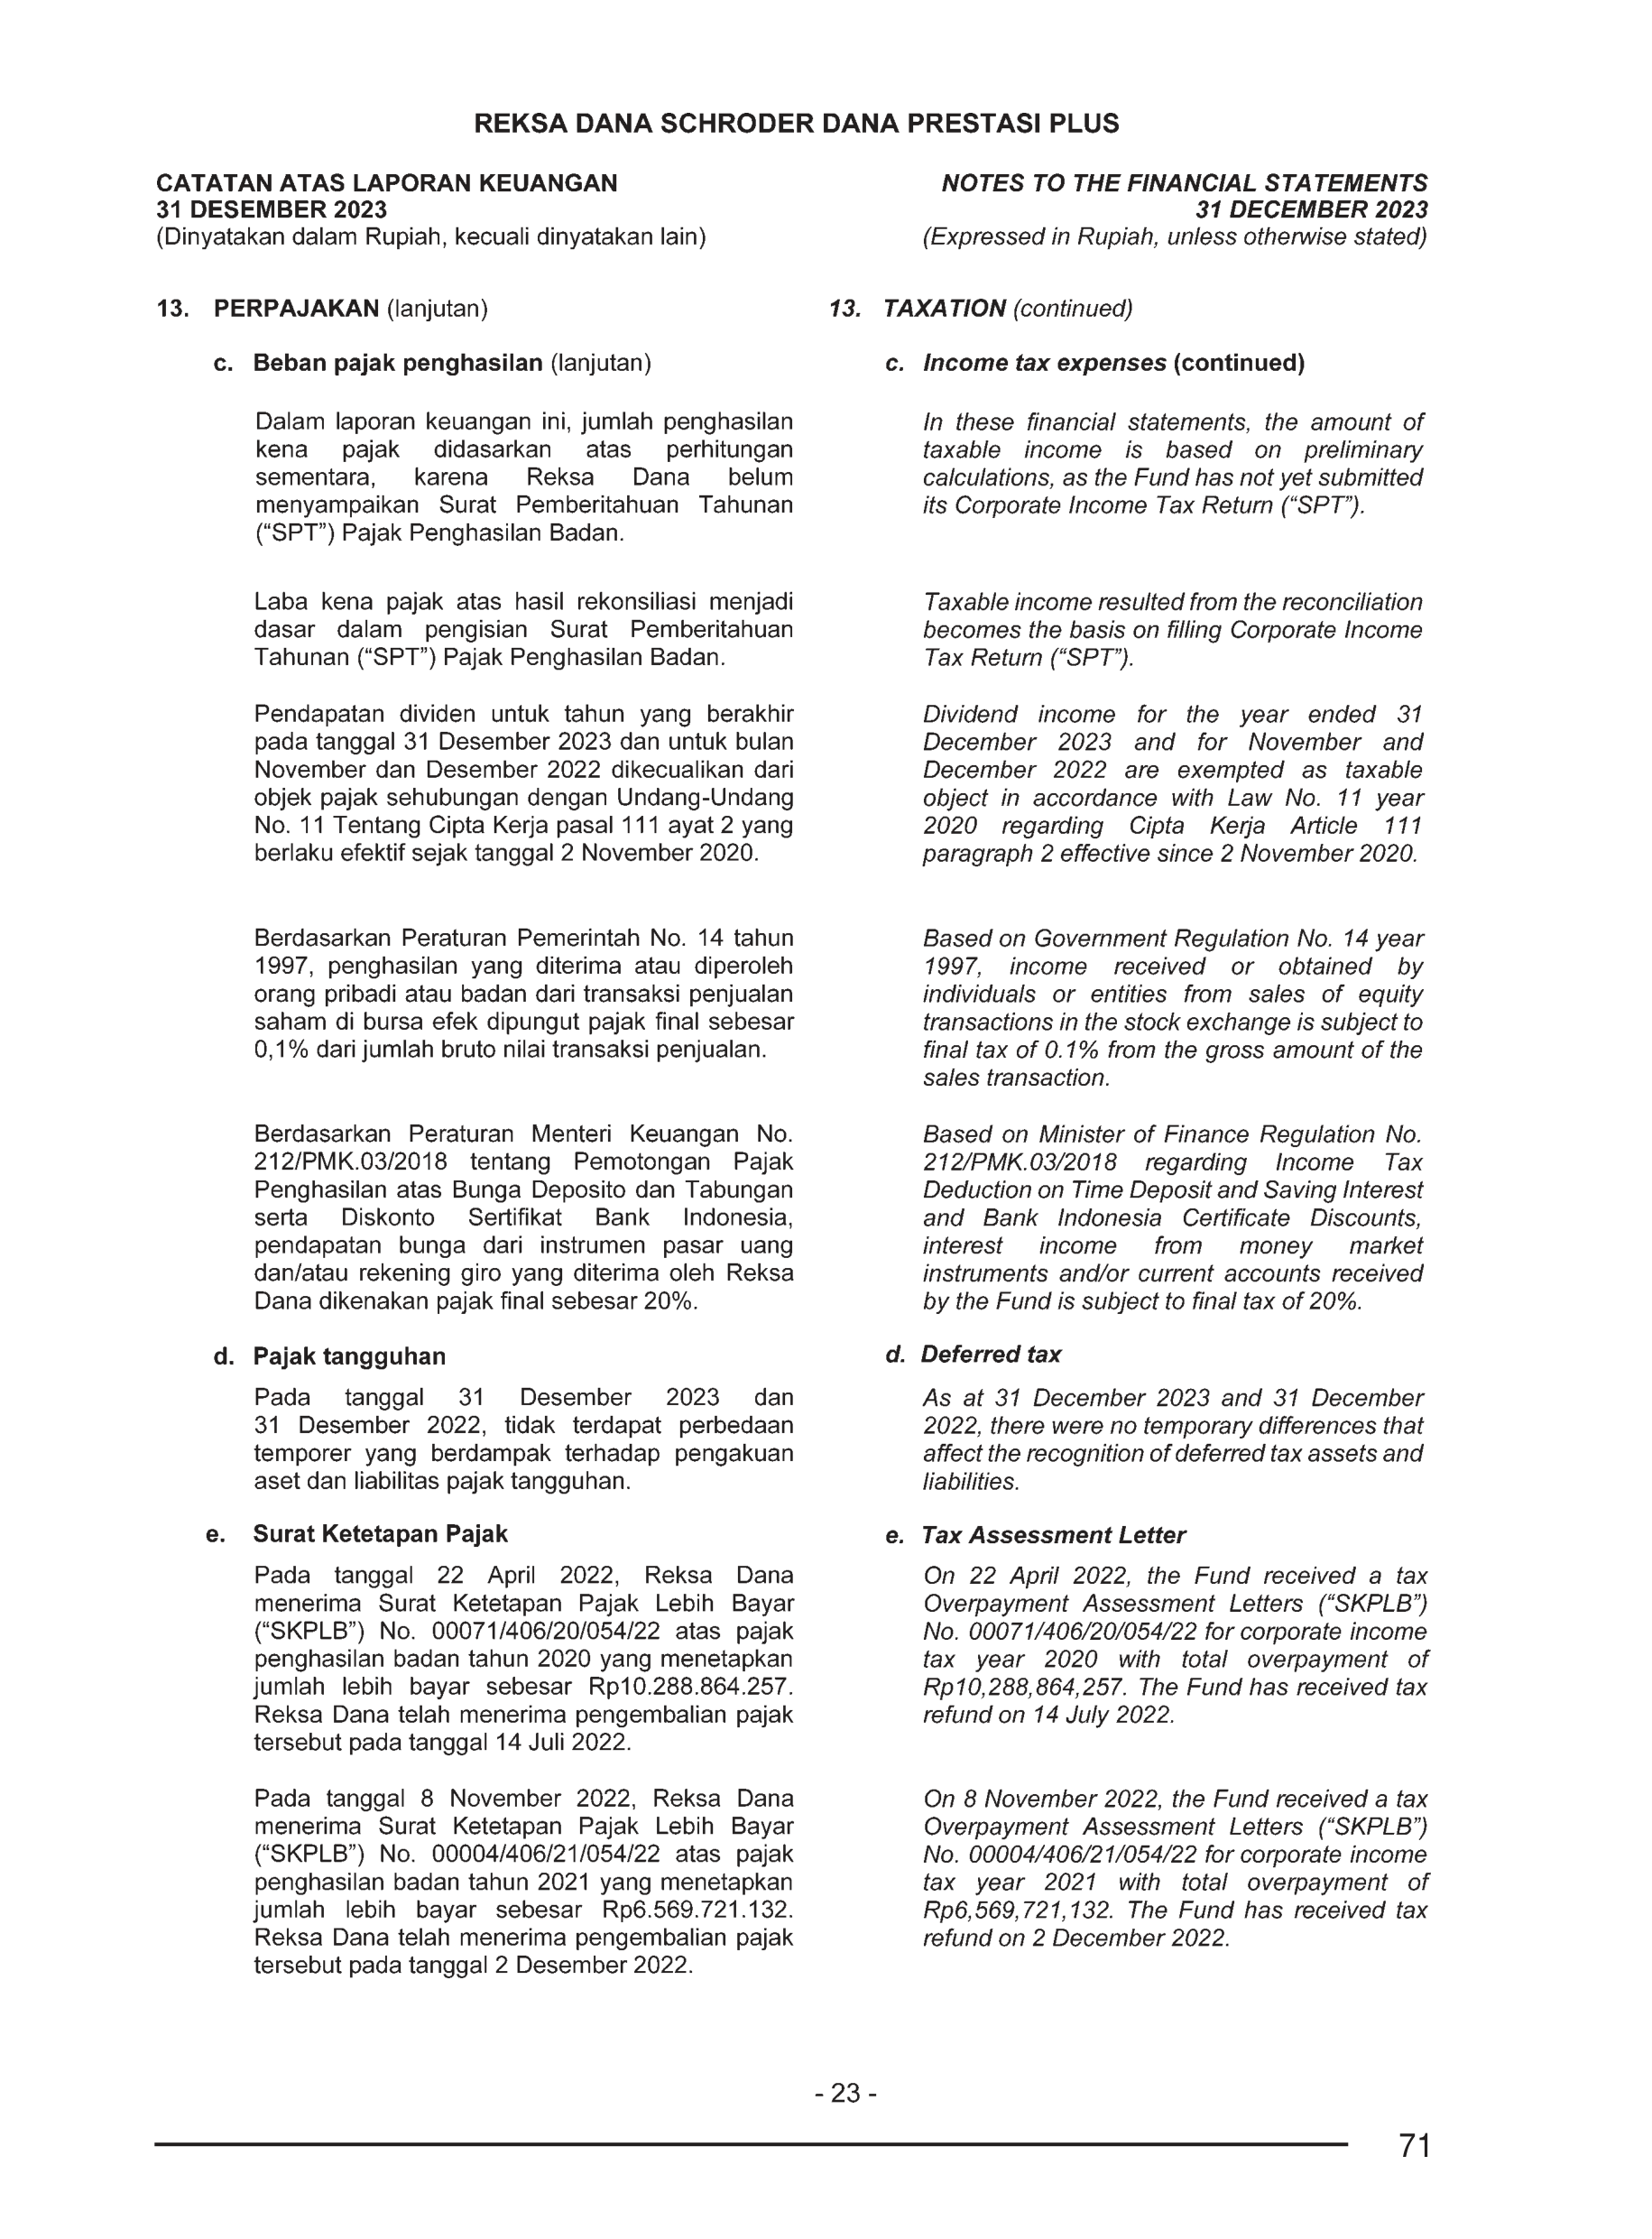 REKSA DANA SCHRODER DANA PRESTASI PLUS
CATATAN ATAS LAPORAN KEUANGAN
31 DESEMBER 2023
(Dinyatakan dalam Rupiah, kecuali dinyatakan lain)
NOTES TO THE FINANCIAL STATEMENTS
31 DECEMBER 2023
(Expressed in Rupiah, unless otherwise stated)
13. PERPAJAKAN (lanjutan)
c. Beban pajak penghasilan (lanjutan)
Dalam laporan keuangan ini, jumlah penghasilan
kena pajak didasarkan atas perhitungan
sementara, karena Reksa Dana belum
menyampaikan Surat Pemberitahuan Tahunan
(“SPT”) Pajak Penghasilan Badan.
Laba kena pajak atas hasil rekonsiliasi menjadi
dasar dalam pengisian Surat Pemberitahuan
Tahunan (“SPT”) Pajak Penghasilan Badan.
Pendapatan dividen untuk tahun yang berakhir
pada tanggal 31 Desember 2023 dan untuk bulan
November dan Desember 2022 dikecualikan dari
objek pajak sehubungan dengan Undang-Undang
No. 11 Tentang Cipta Kerja pasal 111 ayat 2 yang
berlaku efektif sejak tanggal 2 November 2020.
Berdasarkan Peraturan Pemerintah No. 14 tahun
1997, penghasilan yang diterima atau diperoleh
orang pribadi atau badan dari transaksi penjualan
saham di bursa efek dipungut pajak final sebesar
0,1% dari jumlah bruto nilai transaksi penjualan.
Berdasarkan Peraturan Menteri Keuangan No.
212/PMK.03/2018 tentang Pemotongan Pajak
Penghasilan atas Bunga Deposito dan Tabungan
serta Diskonto Sertifikat Bank Indonesia,
pendapatan bunga dari instrumen pasar uang
dan/atau rekening giro yang diterima oleh Reksa
Dana dikenakan pajak final sebesar 20%.
d. Pajak tangguhan
Pada tanggal 31 Desember 2023 dan
31 Desember 2022, tidak terdapat perbedaan
temporer yang berdampak terhadap pengakuan
aset dan liabilitas pajak tangguhan.
e. Surat Ketetapan Pajak
Pada tanggal 22 April 2022, Reksa Dana
menerima Surat Ketetapan Pajak Lebih Bayar
(“SKPLB”) No. 00071/406/20/054/22 atas pajak
penghasilan badan tahun 2020 yang menetapkan
jumlah lebih bayar sebesar Rp10.288.864.257.
Reksa Dana telah menerima pengembalian pajak
tersebut pada tanggal 14 Juli 2022.
Pada tanggal 8 November 2022, Reksa Dana
menerima Surat Ketetapan Pajak Lebih Bayar
(“SKPLB”) No. 00004/406/21/054/22 atas pajak
penghasilan badan tahun 2021 yang menetapkan
jumlah lebih bayar sebesar Rp6.569.721.132.
Reksa Dana telah menerima pengembalian pajak
tersebut pada tanggal 2 Desember 2022.
13. TAXATION (continued)
c. Income tax expenses (continued)
In these financial statements, the amount of
taxable income is based on preliminary
calculations, as the Fund has not yet submitted
its Corporate Income Tax Return (“SPT”).
Taxable income resulted from the reconciliation
becomes the basis on filling Corporate Income
Tax Return (“SPT”).
Dividend income for the year ended 31
December 2023 and for November and
December 2022 are exempted as taxable
object in accordance with Law No. 11 year
2020 regarding Cipta Kerja Article 111
paragraph 2 effective since 2 November 2020.
Based on Government Regulation No. 14 year
1997, income received or obtained by
individuals or entities from sales of equity
transactions in the stock exchange is subject to
final tax of 0.1% from the gross amount of the
sales transaction.
Based on Minister of Finance Regulation No.
212/PMK.03/2018 regarding Income Tax
Deduction on Time Deposit and Saving Interest
and Bank Indonesia Certificate Discounts,
interest income from money market
instruments and/or current accounts received
by the Fund is subject to final tax of 20%.
d. Deferred tax
As at 31 December 2023 and 31 December
2022, there were no temporary differences that
affect the recognition of deferred tax assets and
liabilities.
e. Tax Assessment Letter
On 22 April 2022, the Fund received a tax
Overpayment Assessment Letters (“SKPLB”)
No. 00071/406/20/054/22 for corporate income
tax year 2020 with total overpayment of
Rp10,288,864,257. The Fund has received tax
refund on 14 July 2022.
On 8 November 2022, the Fund received a tax
Overpayment Assessment Letters (“SKPLB”)
No. 00004/406/21/054/22 for corporate income
tax year 2021 with total overpayment of
Rp6,569,721,132. The Fund has received tax
refund on 2 December 2022.
- 23 -
71